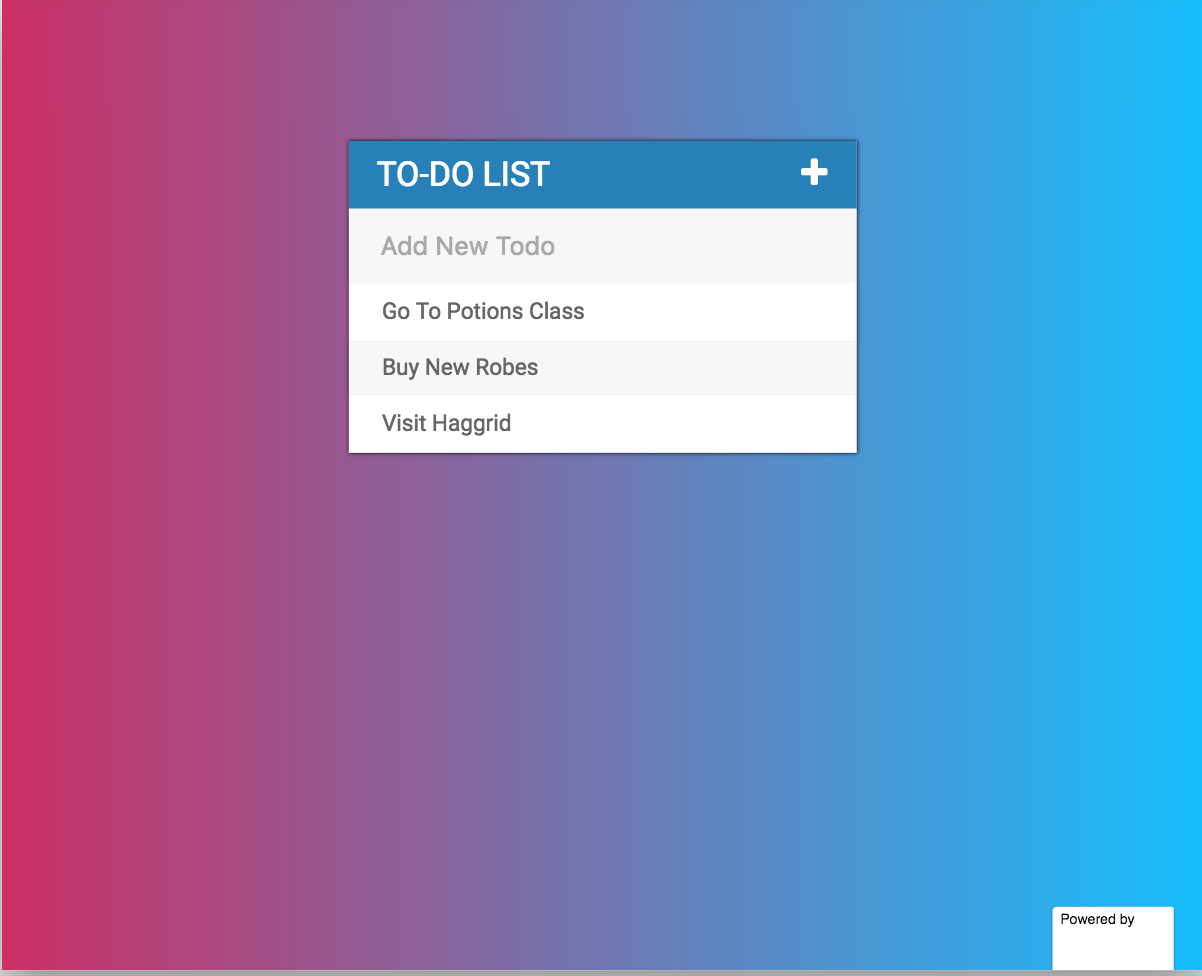 TO-DO LIST
Add New Todo
Go To Potions Class
Buy New Robes
Visit Haggrid
Powered by